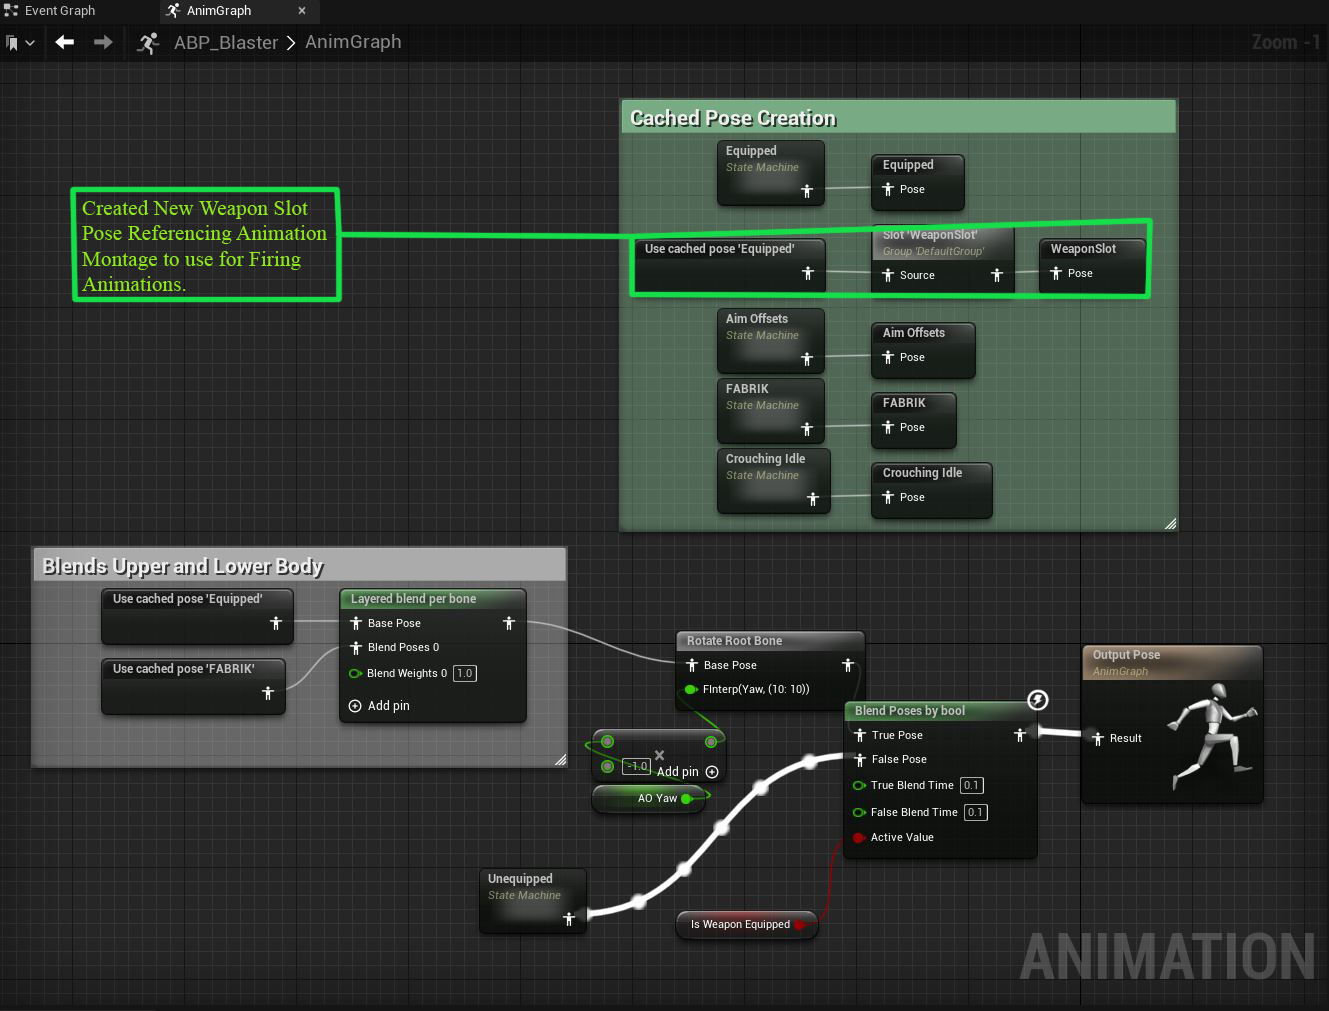 Event Graph
AnimGraph
ABP_Blaster
AnimGraph
Zoom -1
Cached Pose Creation
Equipped
State Machine
Equipped
Pose
Created New Weapon Slot
Pose Referencing Animation
Montage to use for Firing
Animations.
Use cached pose 'Equipped'
Slot 'WeaponSlot'
Group 'DefaultGroup'
Source
WeaponSlot
Pose
Aim Offsets
State Machine
Aim Offsets
Pose
FABRIK
State Machine
FABRIK
Pose
Crouching Idle
State Machine
Crouching Idle
Pose
Blends Upper and Lower Body
Use cached pose 'Equipped'
Use cached pose 'FABRIK'
Layered blend per bone
Base Pose
Blend Poses 0
Blend Weights 0 1.0
Add pin
Rotate Root Bone
Base Pose
FInterp(Yaw, (10: 10))
-1.0
Add pin
AO Yaw
Blend Poses by bool
True Pose
False Pose
True Blend Time 0.1
False Blend Time 0.1
Active Value
Output Pose
AnimGraph
Result
Unequipped
State Machine
Is Weapon Equipped
ANIMATION